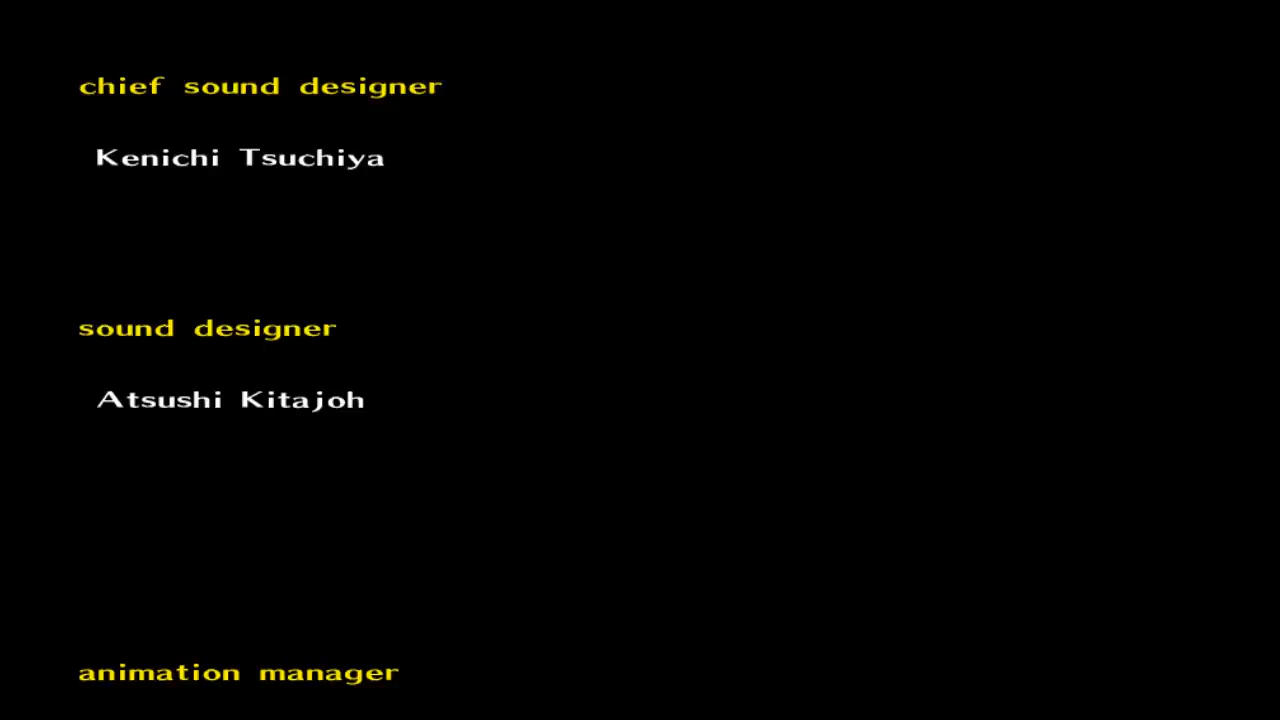 chief sound designer
Kenichi Tsuchiya
sound designer
Atsushi Kitajoh
animation manager